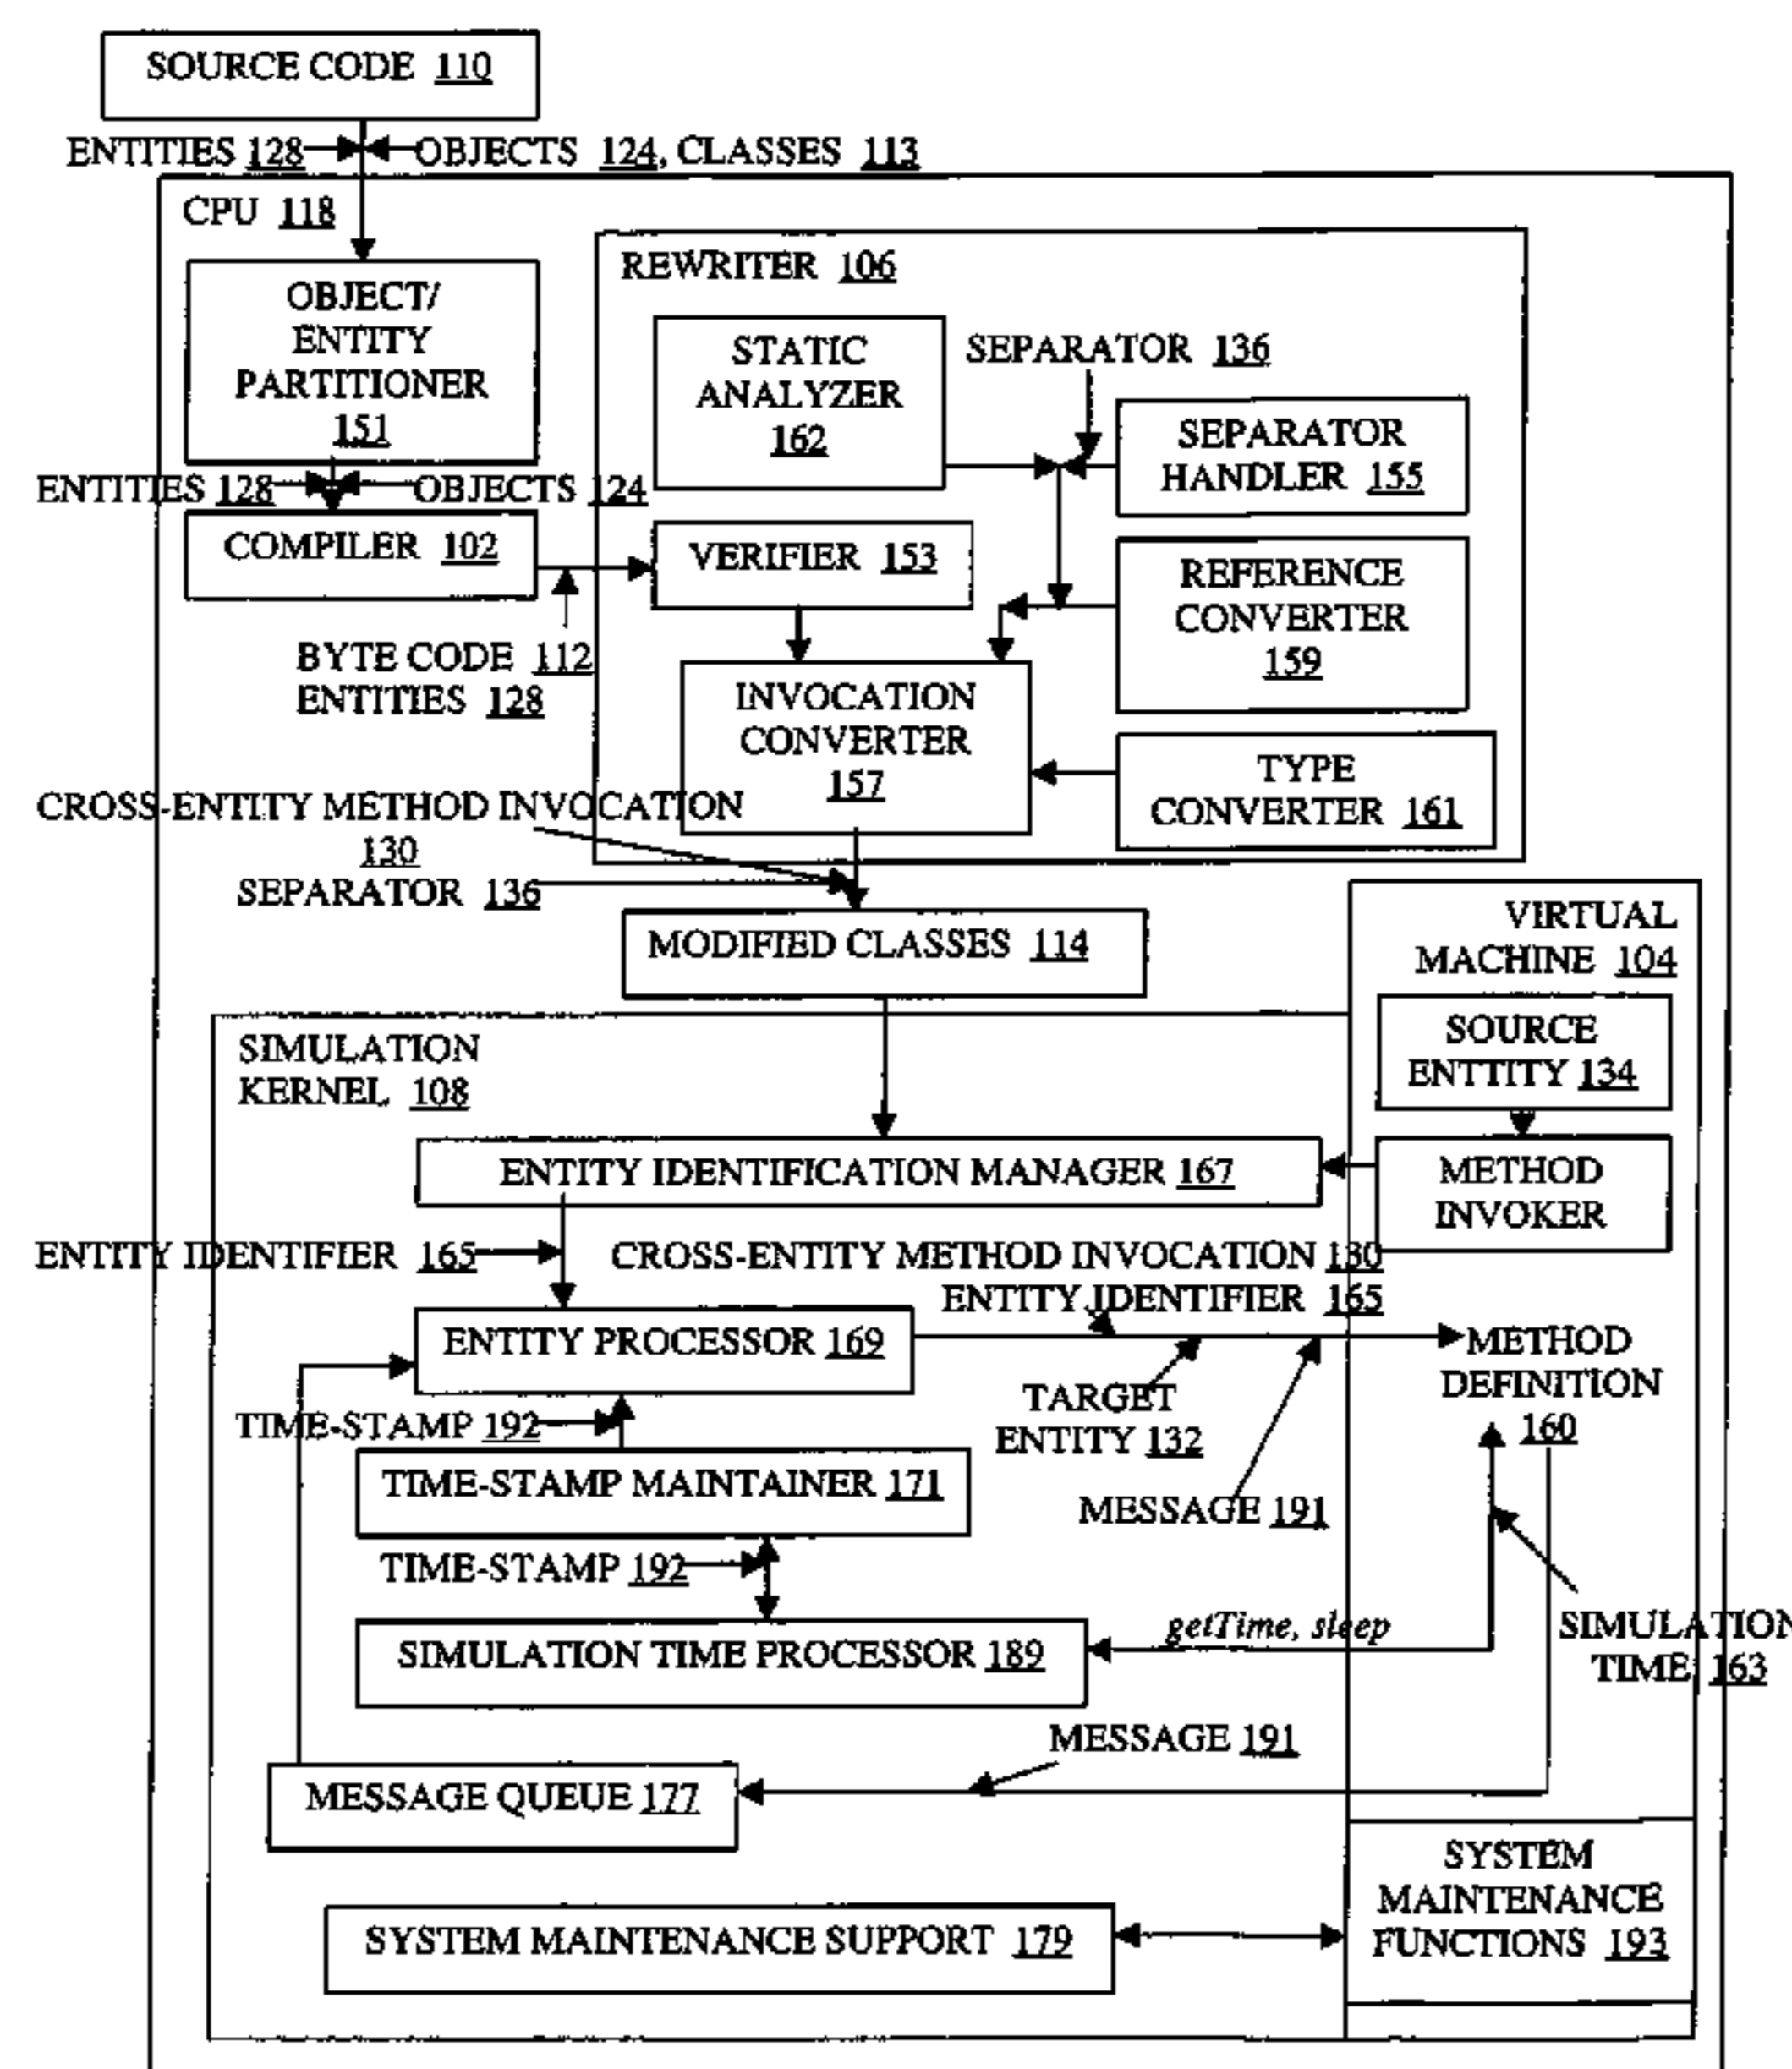 SOURCE CODE 110
ENTITIES 128
OBJECTS 124, CLASSES 113
CPU 118
OBJECT/
ENTITY
PARTITIONER
151
ENTITIES 128
OBJECTS 124
COMPILER 102
BYTE CODE 112
ENTITIES 128
REWRITER 106
STATIC
ANALYZER
162
SEPARATOR 136
SEPARATOR
HANDLER 155
VERIFIER 153
REFERENCE
CONVERTER
159
INVOCATION
CONVERTER
157
TYPE
CONVERTER 161
CROSS-ENTITY METHOD INVOCATION
130
SEPARATOR 136
MODIFIED CLASSES 114
VIRTUAL
MACHINE 104
SOURCE
ENTTITY 134
METHOD
INVOKER
SIMULATION
KERNEL 108
ENTITY IDENTIFICATION MANAGER 167
ENTITY IDENTIFIER 165
CROSS-ENTITY METHOD INVOCATION 130
ENTITY IDENTIFIER 165
ENTITY PROCESSOR 169
METHOD
DEFINITION
160
TARGET
ENTITY 132
TIME-STAMP 192
TIME-STAMP MAINTAINER 171
MESSAGE 191
TIME-STAMP 192
SIMULATION TIME PROCESSOR 189
getTime, sleep
SIMULATION
TIME 163
MESSAGE 191
MESSAGE QUEUE 177
SYSTEM
MAINTENANCE
FUNCTIONS 193
SYSTEM MAINTENANCE SUPPORT 179